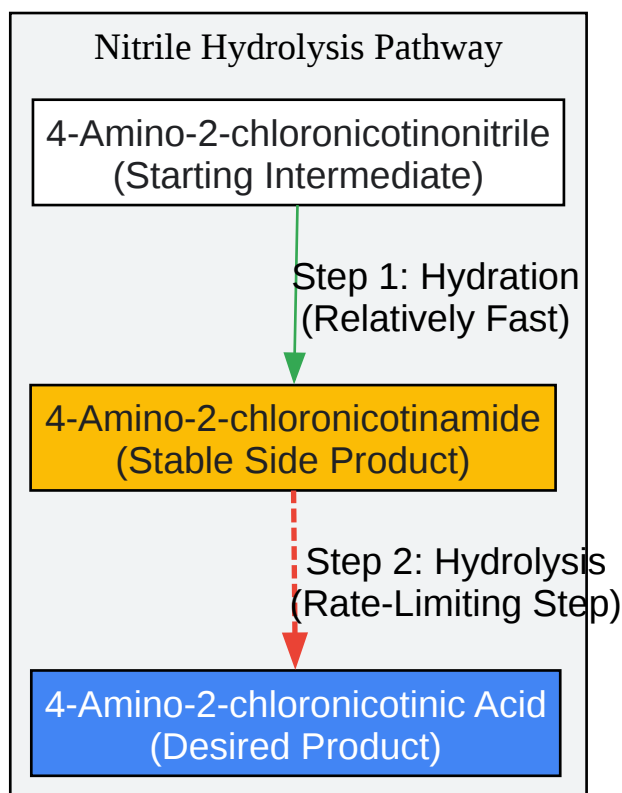 Nitrile Hydrolysis Pathway
4-Amino-2-chloronicotinonitrile
(Starting Intermediate)
Step 1: Hydration
(Relatively Fast)
4-Amino-2-chloronicotinamide
(Stable Side Product)
Step 2: Hydrolysis
(Rate-Limiting Step)
4-Amino-2-chloronicotinic Acid
(Desired Product)